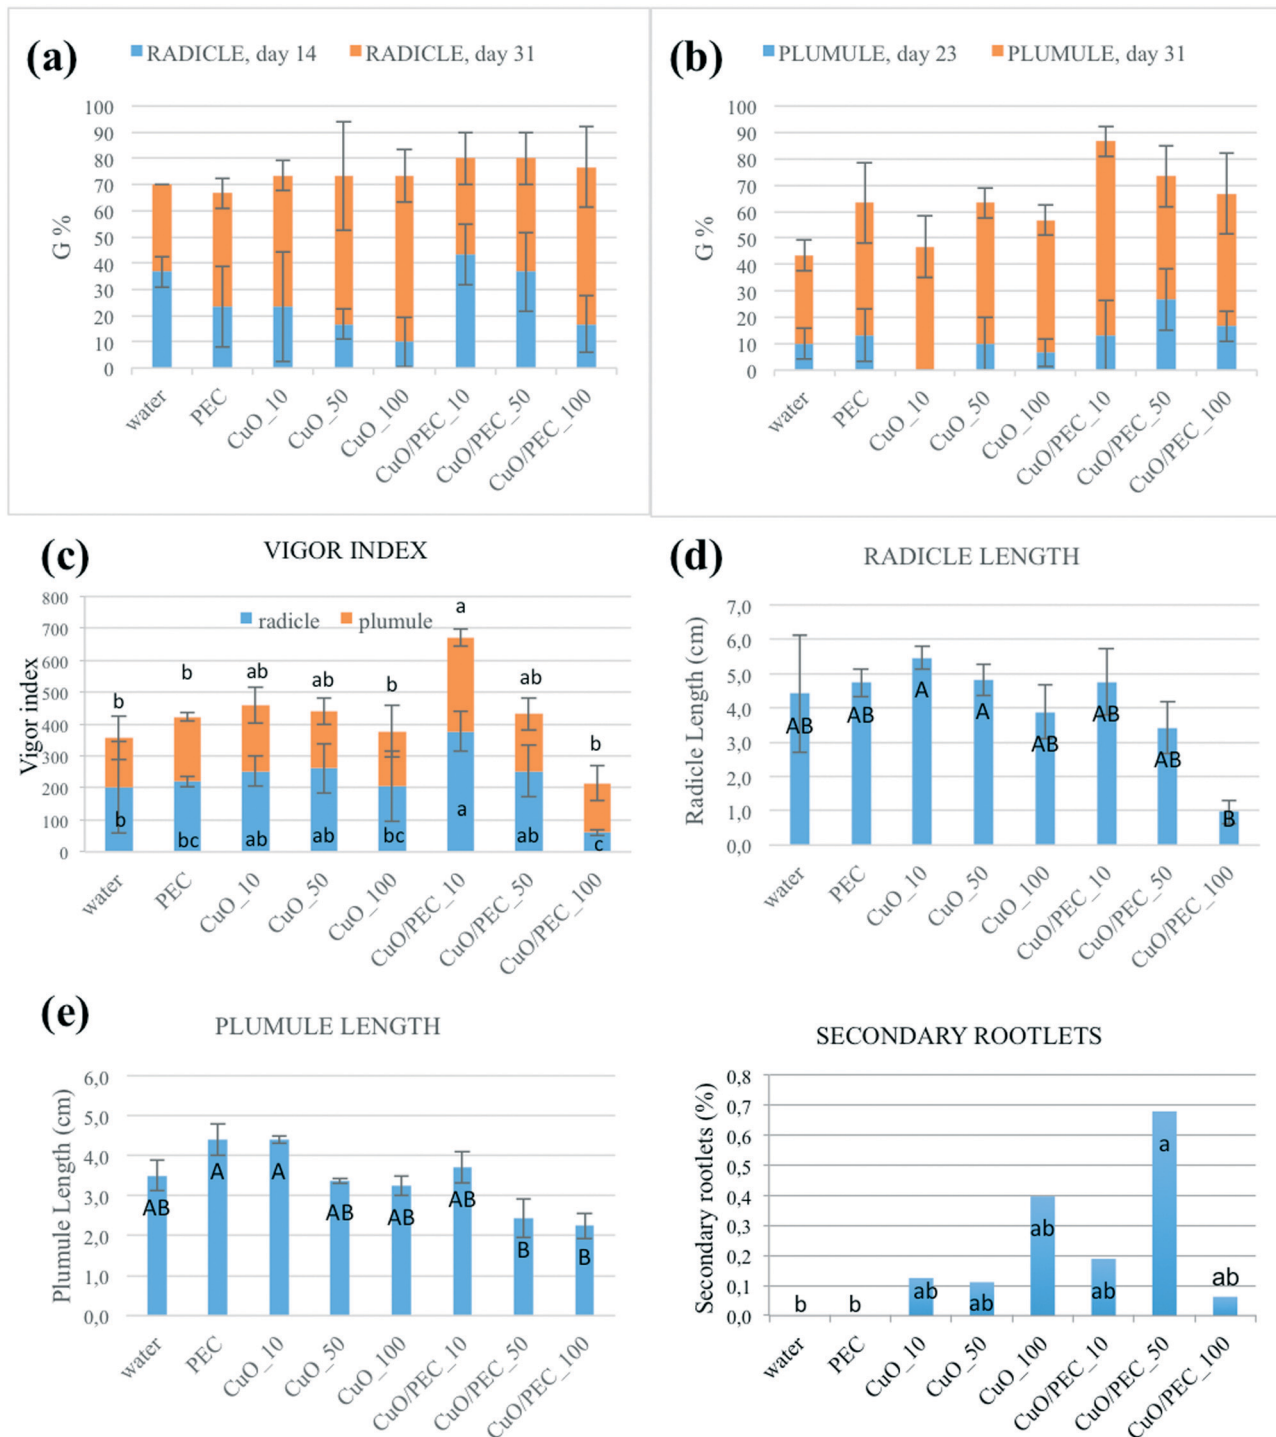 (a)
RADICLE, day 14 RADICLE, day 31
G %
100
90
80
70
60
50
40
30
20
10
0
water PEC CuO_10 CuO_50 CuO_100 CuO/PEC_10 CuO/PEC_50 CuO/PEC_100
(b)
PLUMULE, day 23 PLUMULE, day 31
G %
100
90
80
70
60
50
40
30
20
10
0
water PEC CuO_10 CuO_50 CuO_100 CuO/PEC_10 CuO/PEC_50 CuO/PEC_100
(c)
VIGOR INDEX
radicle plumule
Vigor index
800
700
600
500
400
300
200
100
0
b b ab ab b a ab b
b bc ab ab bc a ab c
water PEC CuO_10 CuO_50 CuO_100 CuO/PEC_10 CuO/PEC_50 CuO/PEC_100
(d)
RADICLE LENGTH
Radicle Length (cm)
7,0
6,0
5,0
4,0
3,0
2,0
1,0
0,0
AB AB A A AB AB AB B
water PEC CuO_10 CuO_50 CuO_100 CuO/PEC_10 CuO/PEC_50 CuO/PEC_100
(e)
PLUMULE LENGTH
Plumule Length (cm)
6,0
5,0
4,0
3,0
2,0
1,0
0,0
AB A A AB AB AB B B
water PEC CuO_10 CuO_50 CuO_100 CuO/PEC_10 CuO/PEC_50 CuO/PEC_100
SECONDARY ROOTLETS
Secondary rootlets (%)
0,8
0,7
0,6
0,5
0,4
0,3
0,2
0,1
0,0
b b ab ab ab ab a ab
water PEC CuO_10 CuO_50 CuO_100 CuO/PEC_10 CuO/PEC_50 CuO/PEC_100